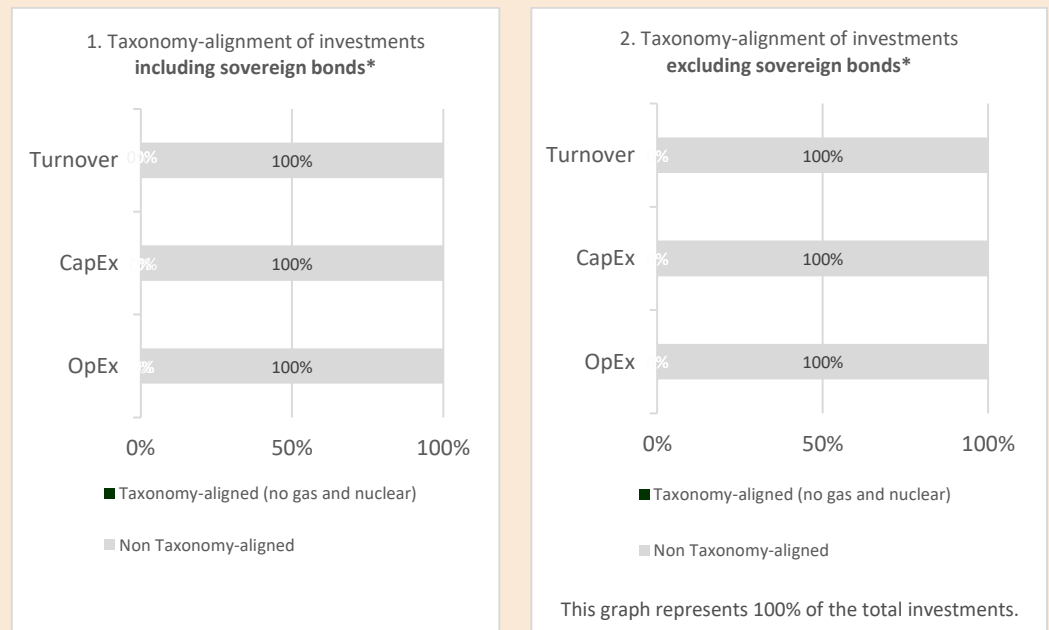 1. Taxonomy-alignment of investments
including sovereign bonds*
Turnover
100%
CapEx
100%
OpEx
100%
0% 50% 100%
Taxonomy-aligned (no gas and nuclear)
Non Taxonomy-aligned
2. Taxonomy-alignment of investments
excluding sovereign bonds*
Turnover
100%
CapEx
100%
OpEx
100%
0% 50% 100%
Taxonomy-aligned (no gas and nuclear)
Non Taxonomy-aligned
This graph represents 100% of the total investments.